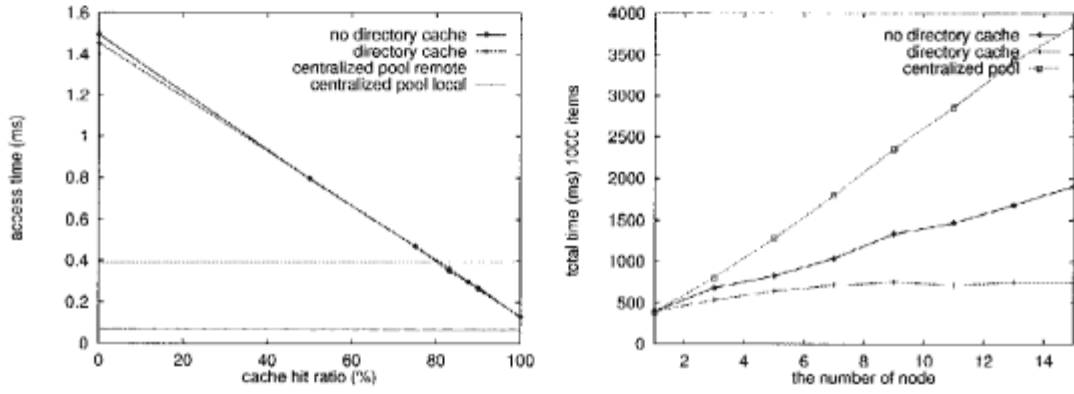 1.6
1.4
1.2
1
0.8
0.6
0.4
0.2
0
access time (ms)
no directory cache
directory cache
centralized pool remote
centralized pool local
0 20 40 60 80 100
cache hit ratio (%)
4000
3500
3000
2500
2000
1500
1000
500
0
total time (ms) 1000 items
no directory cache
directory cache
centralized pool
2 4 6 8 10 12 14
the number of node